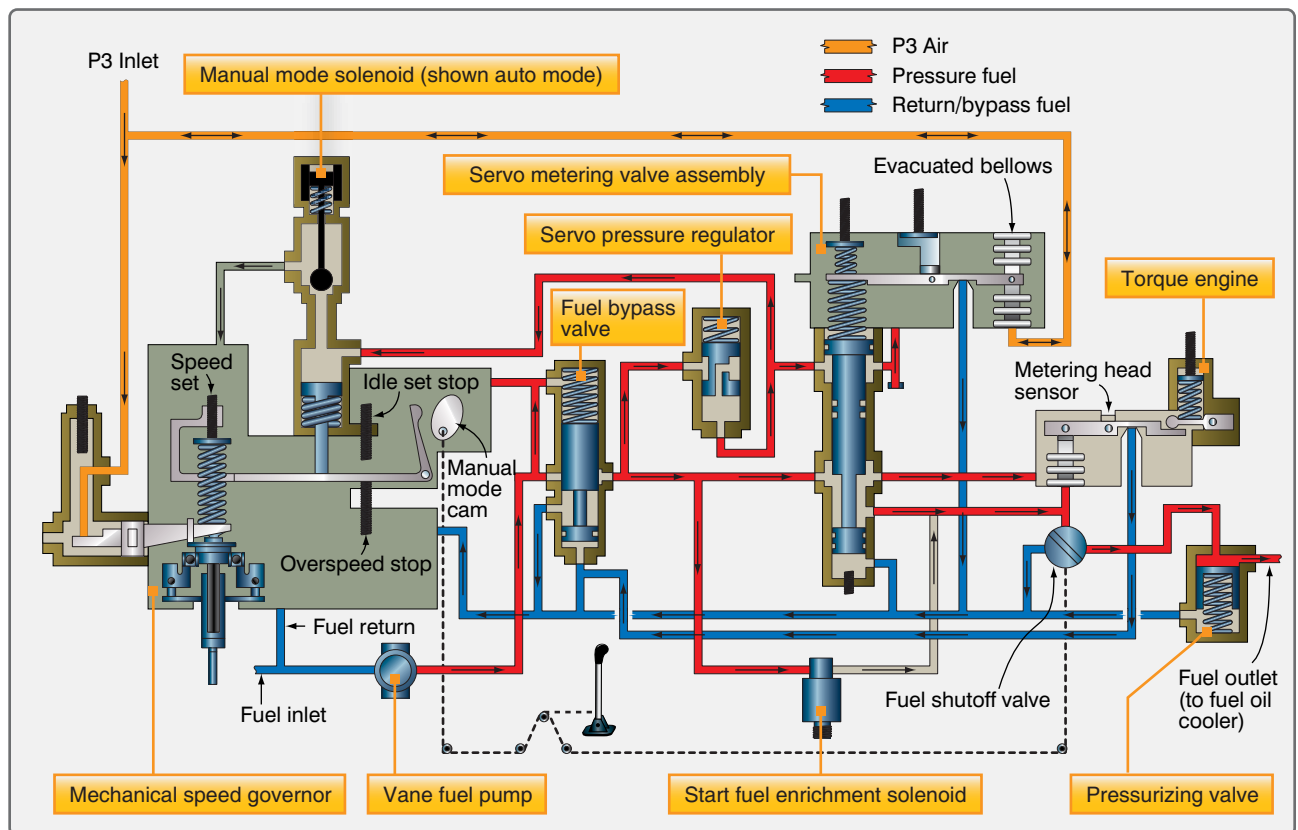 P3 Inlet
Manual mode solenoid (shown auto mode)
P3 Air
Pressure fuel
Return/bypass fuel
Servo metering valve assembly
Evacuated bellows
Servo pressure regulator
Torque engine
Fuel bypass
valve
Speed
set
Idle set stop
Metering head
sensor
Manual
mode
cam
Overspeed stop
Fuel return
Fuel inlet
Fuel shutoff valve
Fuel outlet
(to fuel oil
cooler)
Mechanical speed governor
Vane fuel pump
Start fuel enrichment solenoid
Pressurizing valve